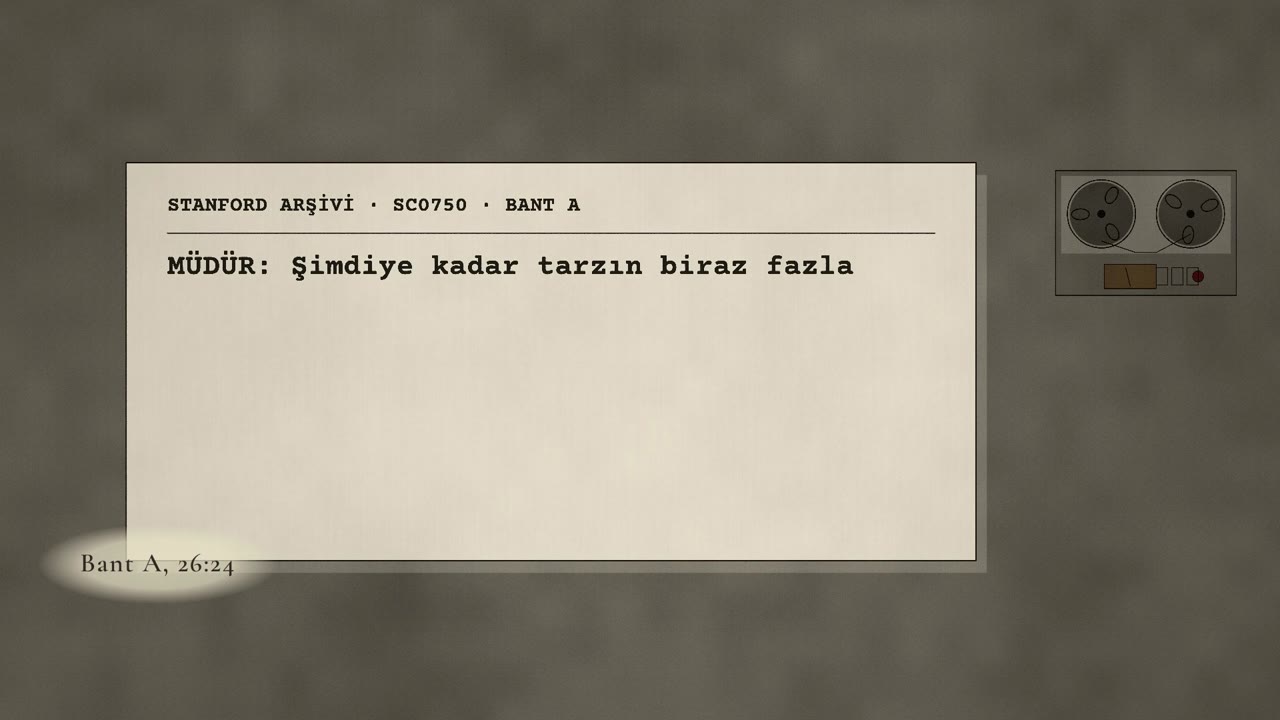 STANFORD ARŞİVİ · SC0750 · BANT A
MÜDÜR: Şimdiye kadar tarzın biraz fazla
Bant A, 26:24